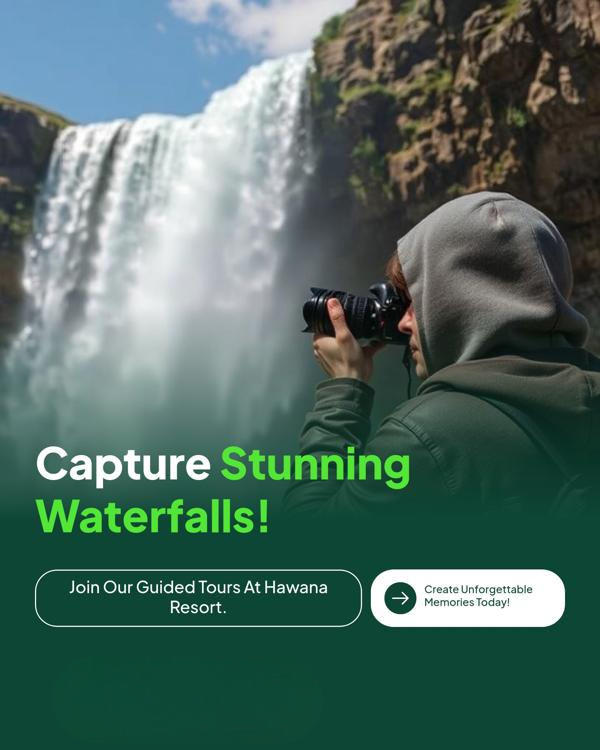 Capture Stunning
Waterfalls!
Join Our Guided Tours At Hawana
Resort.
Create Unforgettable
Memories Today!